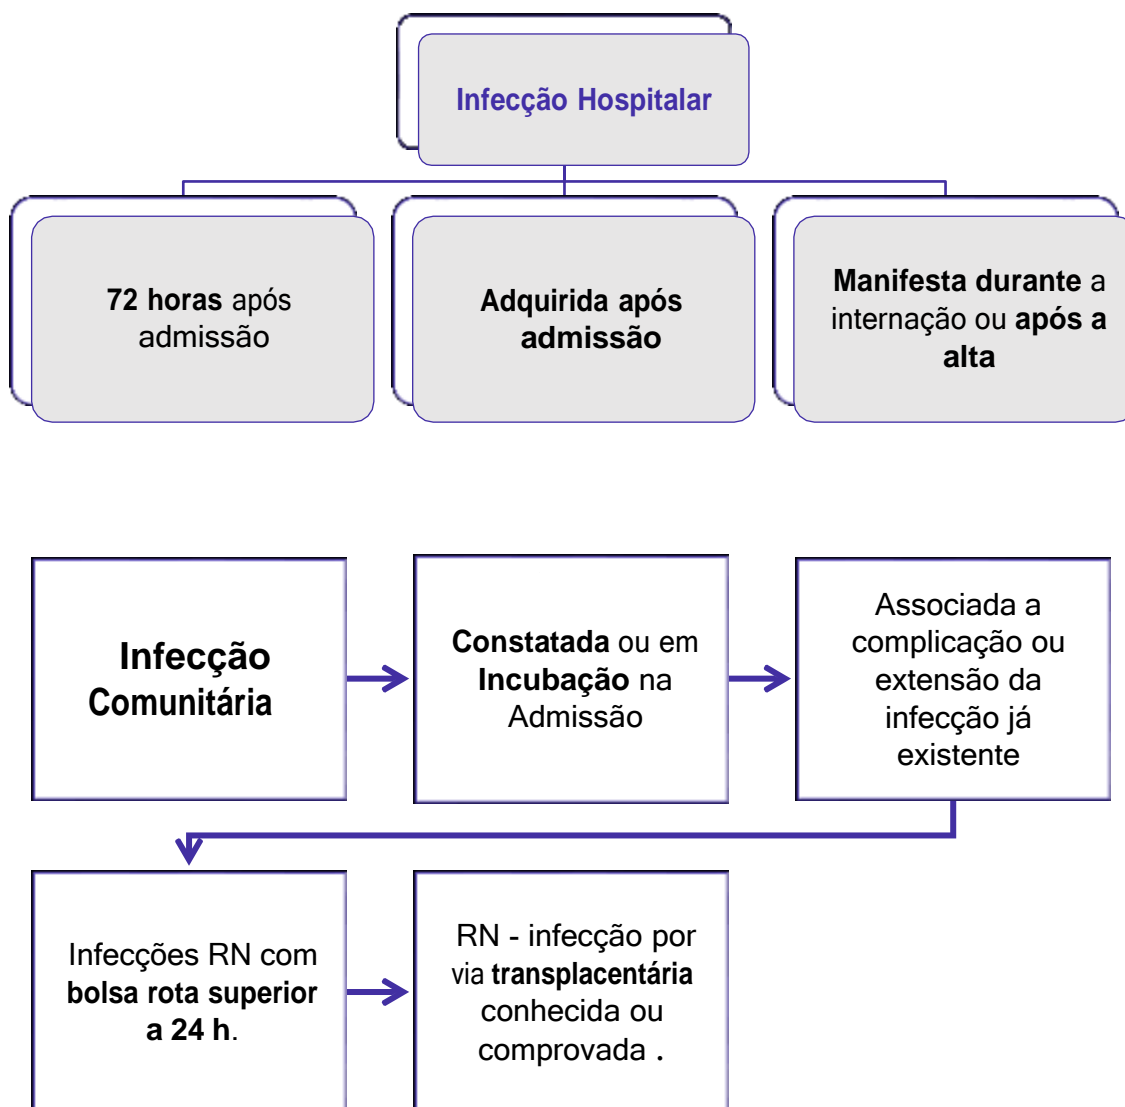 Infecção Hospitalar
72 horas após
admissão
Adquirida após
admissão
Manifesta durante a
internação ou após a
alta
Infecção
Comunitária
Constatada ou em
Incubação na
Admissão
Associada a
complicação ou
extensão da
infecção já
existente
Infecções RN com
bolsa rota superior
a 24 h.
RN - infecção por
via transplacentária
conhecida ou
comprovada .